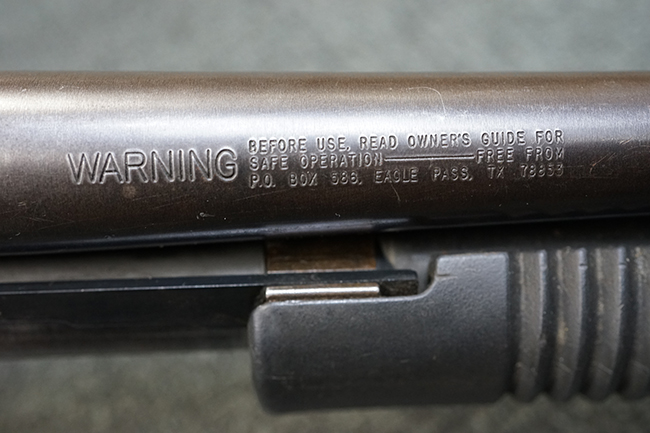 WARNING
BEFORE USE, READ OWNER'S GUIDE FOR
SAFE OPERATION————FREE FROM
P.O. BOX 586, EAGLE PASS, TX 78853